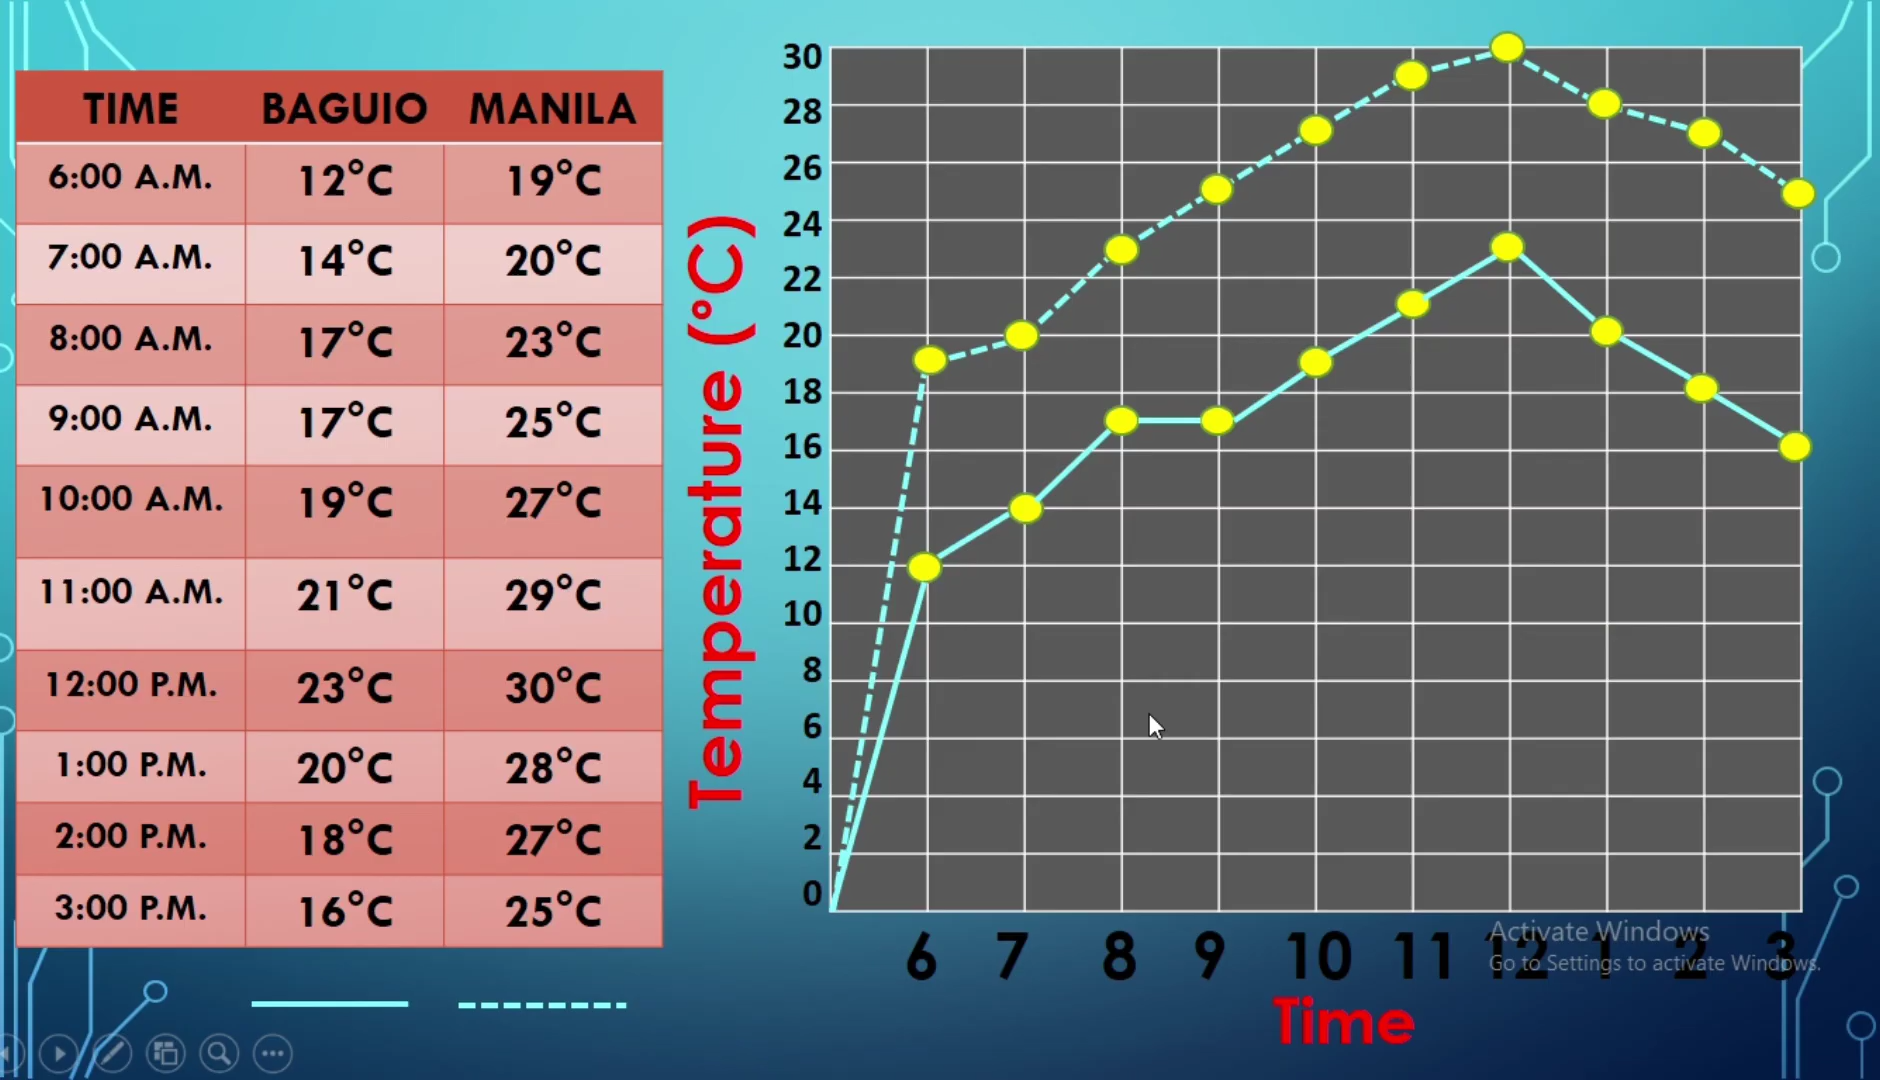 TIME BAGUIO MANILA
6:00 A.M. 12°C 19°C
7:00 A.M. 14°C 20°C
8:00 A.M. 17°C 23°C
9:00 A.M. 17°C 25°C
10:00 A.M. 19°C 27°C
11:00 A.M. 21°C 29°C
12:00 P.M. 23°C 30°C
1:00 P.M. 20°C 28°C
2:00 P.M. 18°C 27°C
3:00 P.M. 16°C 25°C
Temperature (°C)
30
28
26
24
22
20
18
16
14
12
10
8
6
4
2
0
6 7 8 9 10 11 12 1 2 3
Time
Activate Windows
Go to Settings to activate Windows.